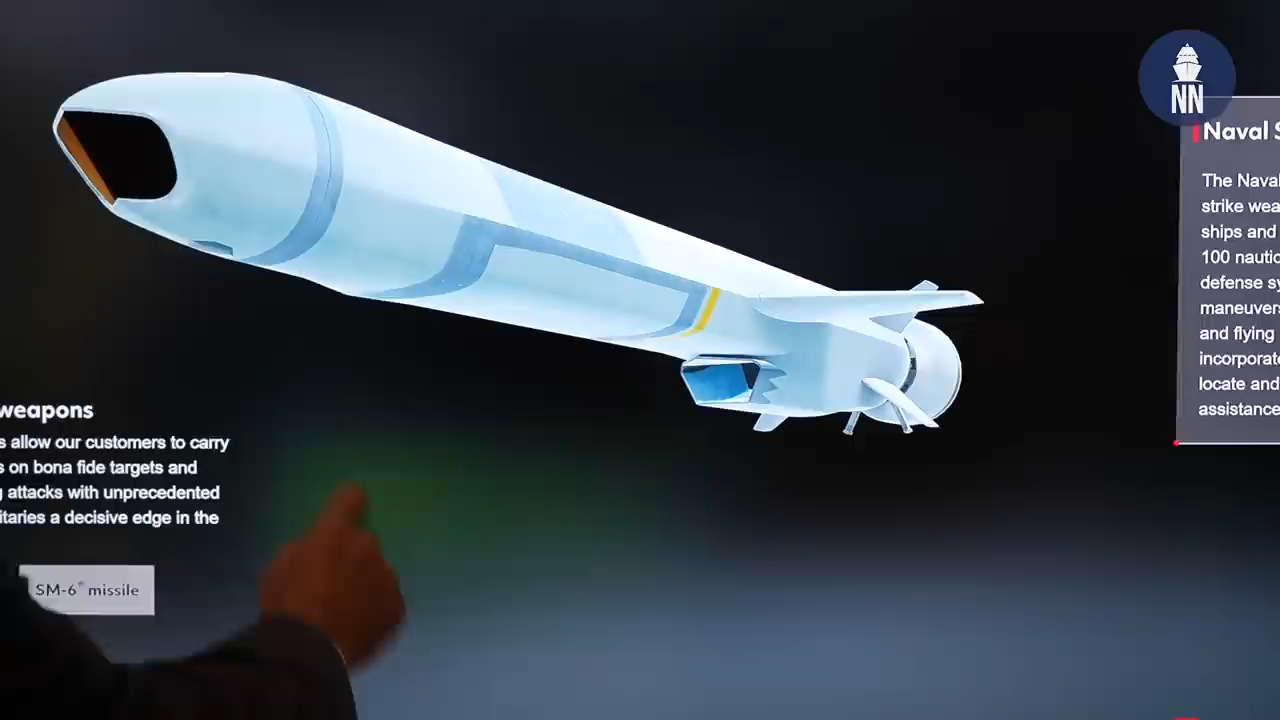 NN
Naval S
The Naval
strike wea
ships and
100 nautic
defense sy
maneuvers
and flying
incorporate
locate and
assistance
weapons
s allow our customers to carry
s on bona fide targets and
g attacks with unprecedented
itaries a decisive edge in the
SM-6® missile